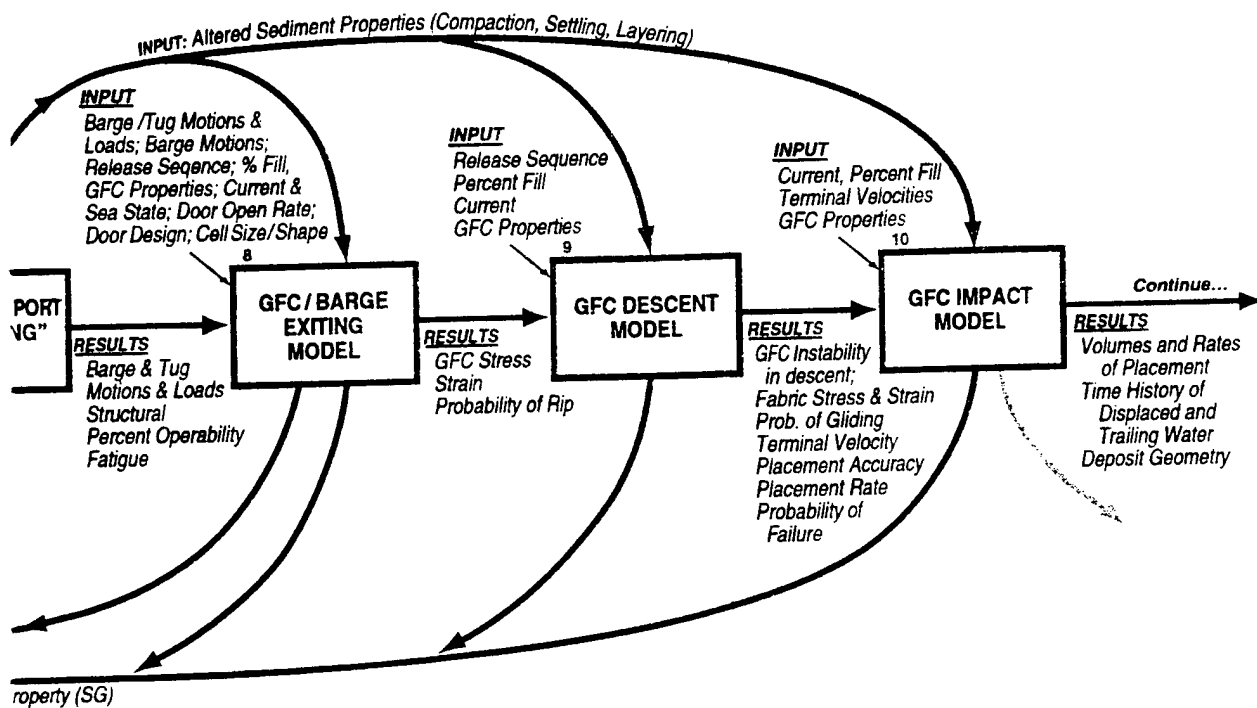 INPUT: Altered Sediment Properties (Compaction, Settling, Layering)
INPUT
Barge /Tug Motions &
Loads; Barge Motions;
Release Seqence; % Fill,
GFC Properties; Current &
Sea State; Door Open Rate;
Door Design; Cell Size/Shape
INPUT
Release Sequence
Percent Fill
Current
GFC Properties
INPUT
Current, Percent Fill
Terminal Velocities
GFC Properties
PORT
NG”
8
GFC / BARGE
EXITING
MODEL
9
GFC DESCENT
MODEL
10
GFC IMPACT
MODEL
Continue...
RESULTS
Barge & Tug
Motions & Loads
Structural
Percent Operability
Fatigue
RESULTS
GFC Stress
Strain
Probability of Rip
RESULTS
GFC Instability
in descent;
Fabric Stress & Strain
Prob. of Gliding
Terminal Velocity
Placement Accuracy
Placement Rate
Probability of
Failure
RESULTS
Volumes and Rates
of Placement
Time History of
Displaced and
Trailing Water
Deposit Geometry
roperty (SG)